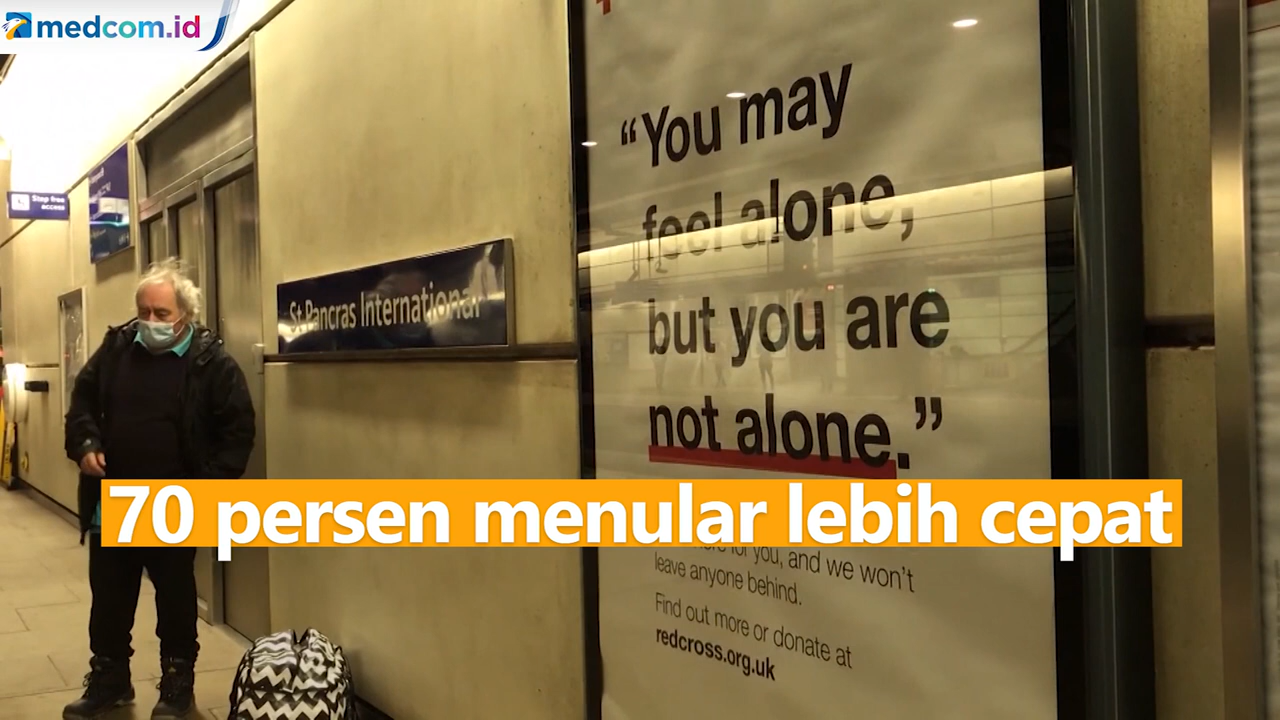 medcom.id
Step free
access
St Pancras International
“You may
feel alone,
but you are
not alone.”
70 persen menular lebih cepat
for you, and we won’t
leave anyone behind.
Find out more or donate at
redcross.org.uk